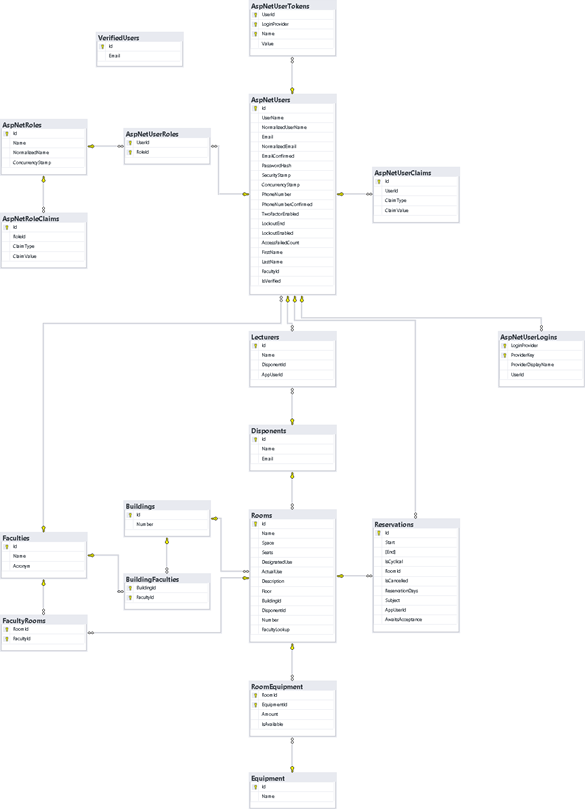 AspNetUserTokens
UserId
LoginProvider
Name
Value
VerifiedUsers
Id
Email
AspNetUsers
Id
UserName
NormalizedUserName
Email
NormalizedEmail
EmailConfirmed
PasswordHash
SecurityStamp
ConcurrencyStamp
PhoneNumber
PhoneNumberConfirmed
TwoFactorEnabled
LockoutEnd
LockoutEnabled
AccessFailedCount
FirstName
LastName
FacultyId
IsVerified
AspNetRoles
Id
Name
NormalizedName
ConcurrencyStamp
AspNetUserRoles
UserId
RoleId
AspNetUserClaims
Id
UserId
ClaimType
ClaimValue
AspNetRoleClaims
Id
RoleId
ClaimType
ClaimValue
Lecturers
Id
Name
DisponentId
AppUserId
AspNetUserLogins
LoginProvider
ProviderKey
ProviderDisplayName
UserId
Disponents
Id
Name
Email
Buildings
Id
Number
Rooms
Id
Name
Space
Seats
DesignatedUse
ActualUse
Description
Floor
BuildingId
DisponentId
Number
FacultyLookup
Reservations
Id
Start
[End]
IsCyclical
RoomId
IsCancelled
ReservationDays
Subject
AppUserId
AwaitsAcceptance
Faculties
Id
Name
Acronym
BuildingFaculties
BuildingId
FacultyId
FacultyRooms
RoomId
FacultyId
RoomEquipment
RoomId
EquipmentId
Amount
IsAvailable
Equipment
Id
Name